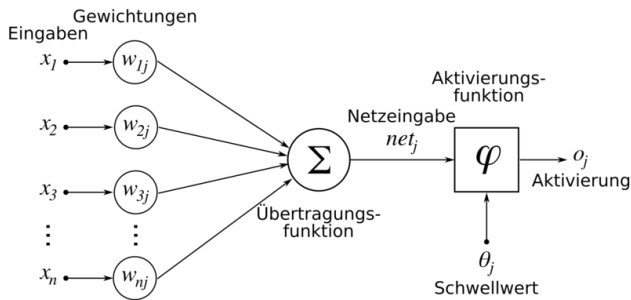 Gewichtungen
Eingaben
x1
w1j
x2
w2j
x3
w3j
xn
wnj
Σ
Übertragungs-
funktion
Netzeingabe
netj
Aktivierungs-
funktion
φ
oj
Aktivierung
θj
Schwellwert